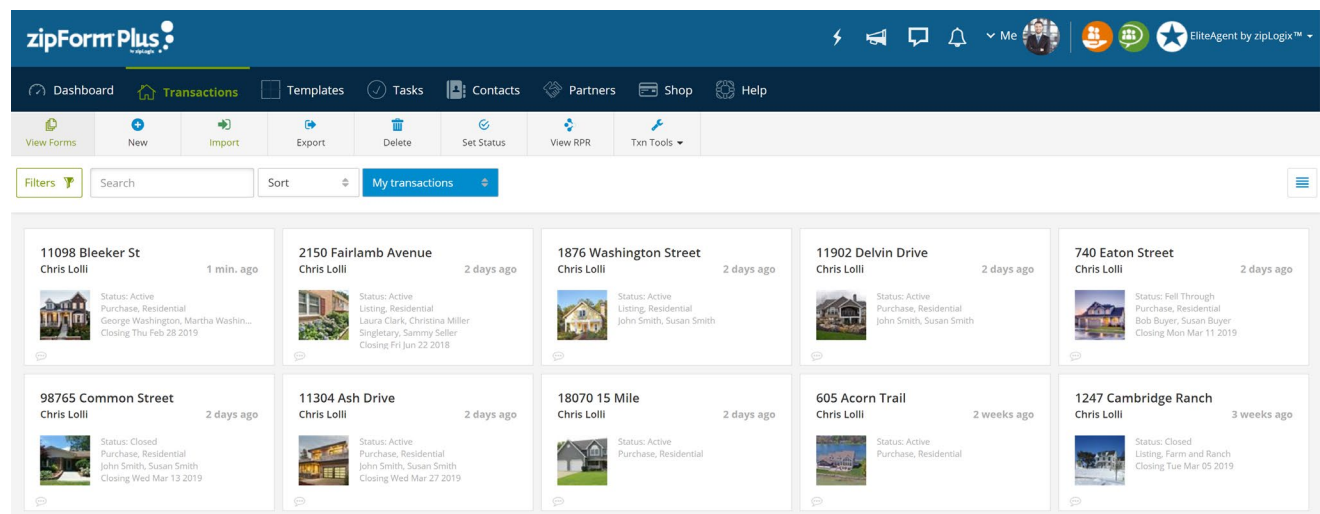 zipForm Plus
by zipLogix
Me
EliteAgent by zipLogix™
Dashboard Transactions Templates Tasks Contacts Partners Shop Help
View Forms New Import Export Delete Set Status View RPR Txn Tools
Filters Search Sort My transactions
11098 Bleeker St
Chris Lolli 1 min. ago
Status: Active
Purchase, Residential
George Washington, Martha Washin...
Closing Thu Feb 28 2019
2150 Fairlamb Avenue
Chris Lolli 2 days ago
Status: Active
Listing, Residential
Laura Clark, Christina Miller
Singletary, Sammy Seller
Closing Fri Jun 22 2018
1876 Washington Street
Chris Lolli 2 days ago
Status: Active
Listing, Residential
John Smith, Susan Smith
11902 Delvin Drive
Chris Lolli 2 days ago
Status: Active
Purchase, Residential
John Smith, Susan Smith
740 Eaton Street
Chris Lolli 2 days ago
Status: Fell Through
Purchase, Residential
Bob Buyer, Susan Buyer
Closing Mon Mar 11 2019
98765 Common Street
Chris Lolli 2 days ago
Status: Closed
Purchase, Residential
John Smith, Susan Smith
Closing Wed Mar 13 2019
11304 Ash Drive
Chris Lolli 2 days ago
Status: Active
Purchase, Residential
John Smith, Susan Smith
Closing Wed Mar 27 2019
18070 15 Mile
Chris Lolli 2 days ago
Status: Active
Purchase, Residential
605 Acorn Trail
Chris Lolli 2 weeks ago
Status: Active
Purchase, Residential
1247 Cambridge Ranch
Chris Lolli 3 weeks ago
Status: Closed
Listing, Farm and Ranch
Closing Tue Mar 05 2019